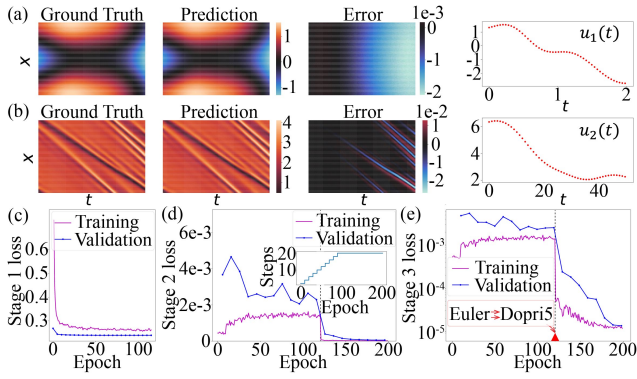 (a) Ground Truth Prediction Error 1e-3
x
1
0
-1
0
-1
-2
1
0
-1
-2
u₁(t)
0 1 2
t
(b) Ground Truth Prediction Error 1e-2
x
4
3
2
1
1
0
-1
6
4
2
u₂(t)
0 20 40
t t t t
(c) (d) (e)
Stage 1 loss
0.6
0.5
0.4
0.3
Training
Validation
0 50 100
Epoch
Stage 2 loss
6e-3
4e-3
2e-3
0
Training
Validation
Steps
20
10
0
0 100 200
Epoch
0 50 100 150 200
Epoch
Stage 3 loss
10⁻³
10⁻⁴
10⁻⁵
Training
Validation
Euler⇉Dopri5
0 50 100 150 200
Epoch